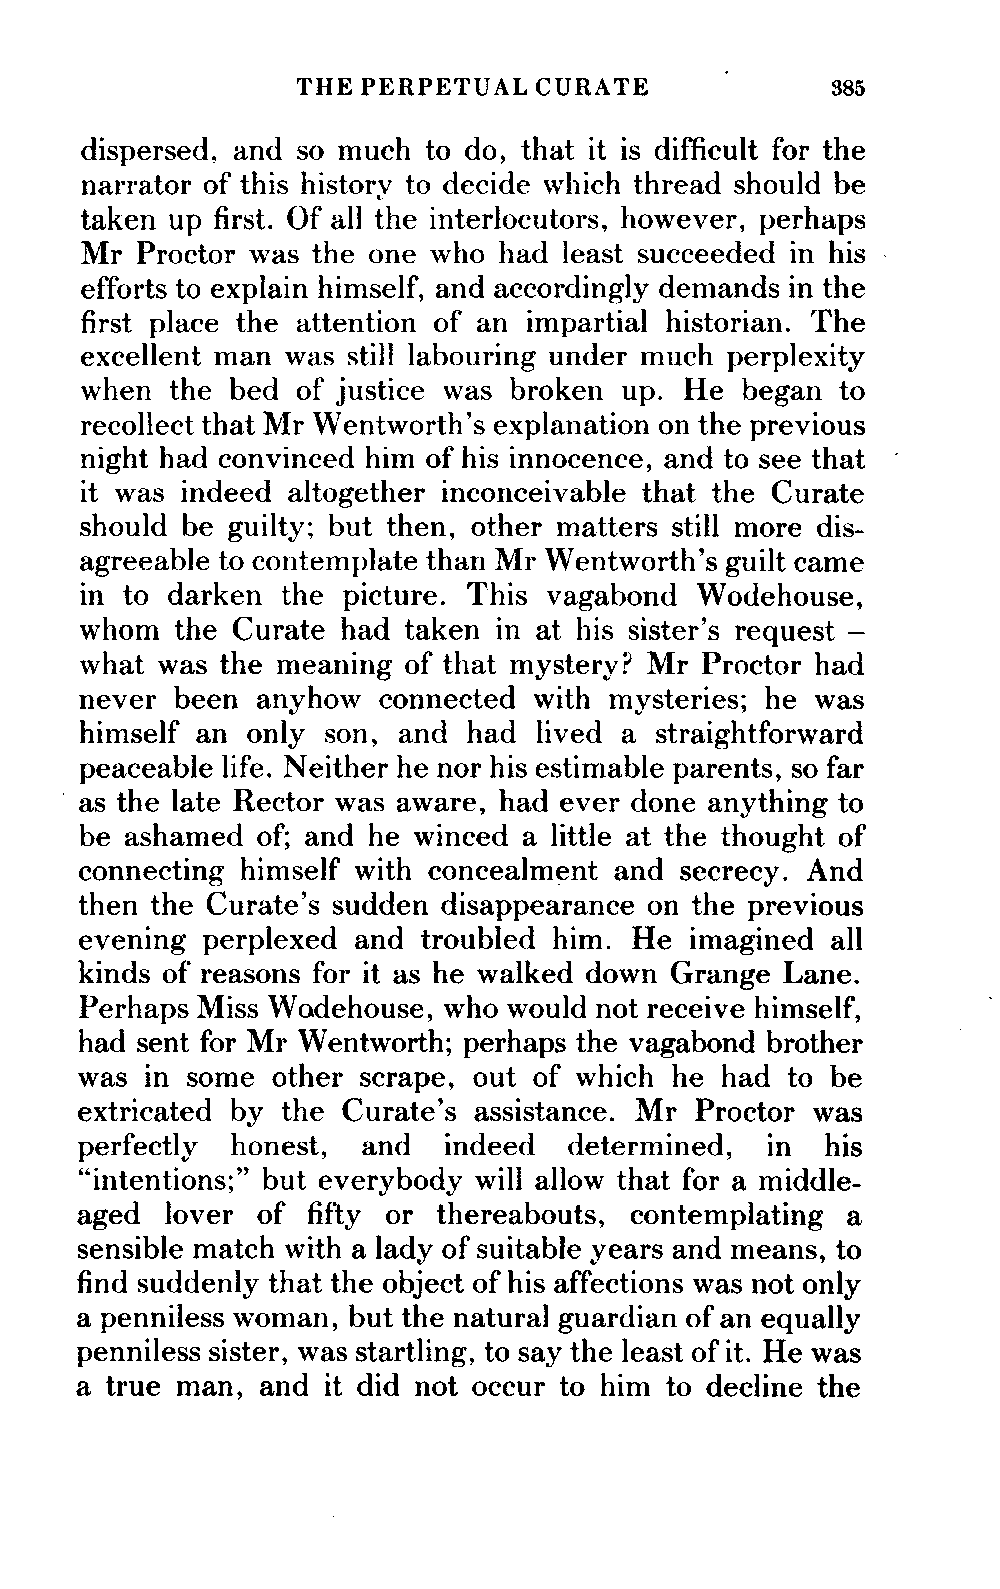 THE PERPETUAL CURATE 385
dispersed, and so much to do, that it is difficult for the
narrator of this history to decide which thread should be
taken up first. Of all the interlocutors, however, perhaps
Mr Proctor was the one who had least succeeded in his
efforts to explain himself, and accordingly demands in the
first place the attention of an impartial historian. The
excellent man was still labouring under much perplexity
when the bed of justice was broken up. He began to
recollect that Mr Wentworth's explanation on the previous
night had convinced him of his innocence, and to see that
it was indeed altogether inconceivable that the Curate
should be guilty; but then, other matters still more dis-
agreeable to contemplate than Mr Wentworth's guilt came
in to darken the picture. This vagabond Wodehouse,
whom the Curate had taken in at his sister's request –
what was the meaning of that mystery? Mr Proctor had
never been anyhow connected with mysteries; he was
himself an only son, and had lived a straightforward
peaceable life. Neither he nor his estimable parents, so far
as the late Rector was aware, had ever done anything to
be ashamed of; and he winced a little at the thought of
connecting himself with concealment and secrecy. And
then the Curate's sudden disappearance on the previous
evening perplexed and troubled him. He imagined all
kinds of reasons for it as he walked down Grange Lane.
Perhaps Miss Wodehouse, who would not receive himself,
had sent for Mr Wentworth; perhaps the vagabond brother
was in some other scrape, out of which he had to be
extricated by the Curate's assistance. Mr Proctor was
perfectly honest, and indeed determined, in his
“intentions;” but everybody will allow that for a middle-
aged lover of fifty or thereabouts, contemplating a
sensible match with a lady of suitable years and means, to
find suddenly that the object of his affections was not only
a penniless woman, but the natural guardian of an equally
penniless sister, was startling, to say the least of it. He was
a true man, and it did not occur to him to decline the